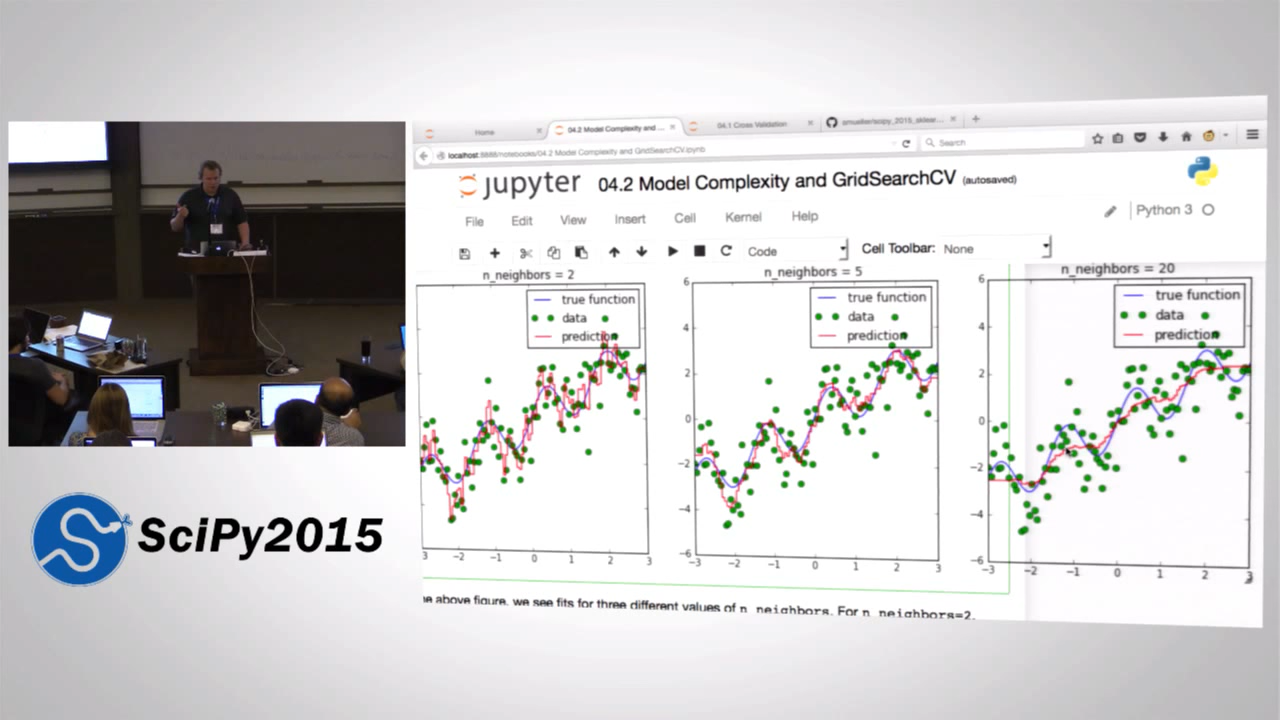 Home
04.2 Model Complexity and ...
04.1 Cross Validation
amueller/scipy_2015_sklear...
localhost:8888/notebooks/04.2 Model Complexity and GridSearchCV.ipynb
Search
jupyter 04.2 Model Complexity and GridSearchCV (autosaved)
File Edit View Insert Cell Kernel Help
Python 3
Code
Cell Toolbar: None
n_neighbors = 2
true function
data
prediction
3 −2 −1 0 1 2 3
n_neighbors = 5
true function
data
prediction
6
4
2
0
−2
−4
−6
−3 −2 −1 0 1 2 3
n_neighbors = 20
true function
data
prediction
6
4
2
0
−2
−4
−6
−3 −2 −1 0 1 2 3
he above figure, we see fits for three different values of n_neighbors. For n_neighbors=2,
SciPy2015